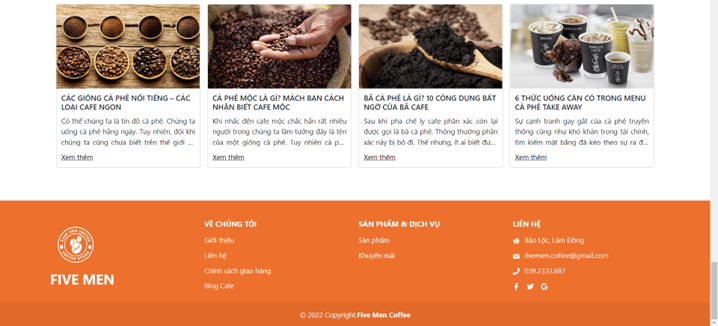 CÁC GIỐNG CÀ PHÊ NỔI TIẾNG – CÁC
LOẠI CAFE NGON
Có thể chúng ta là tín đồ cà phê. Chúng ta
uống cà phê hằng ngày. Tuy nhiên, đôi khi
chúng ta cũng chưa biết trên thế giới ...
Xem thêm
CÀ PHÊ MỘC LÀ GÌ? MÁCH BẠN CÁCH
NHẬN BIẾT CAFE MỘC
Khi nhắc đến cafe mộc chắc hẳn rất nhiều
người trong chúng ta lầm tưởng đây là tên
của một giống cà phê. Tuy nhiên cà p...
Xem thêm
BÃ CÀ PHÊ LÀ GÌ? 10 CÔNG DỤNG BẤT
NGỜ CỦA BÃ CAFE
Sau khi pha chế ly cafe phần xác còn lại
được gọi là bã cà phê. Thông thường phần
xác này bị bỏ đi. Thế nhưng, ít ai biết đư...
Xem thêm
6 THỨC UỐNG CẦN CÓ TRONG MENU
CÀ PHÊ TAKE AWAY
Sự cạnh tranh gay gắt của cà phê truyền
thống cũng như khó khăn trong tài chính,
tìm kiếm mặt bằng đã kéo theo sự ra đ...
Xem thêm
FIVE MEN COFFEE
COFFEE STORE
FIVE MEN
VỀ CHÚNG TÔI
Giới thiệu
Liên hệ
Chính sách giao hàng
Blog Cafe
SẢN PHẨM & DỊCH VỤ
Sản phẩm
Khuyến mãi
LIÊN HỆ
Bảo Lộc, Lâm Đồng
fivemen.coffee@gmail.com
039.2333.687
© 2022 Copyright:Five Men Coffee